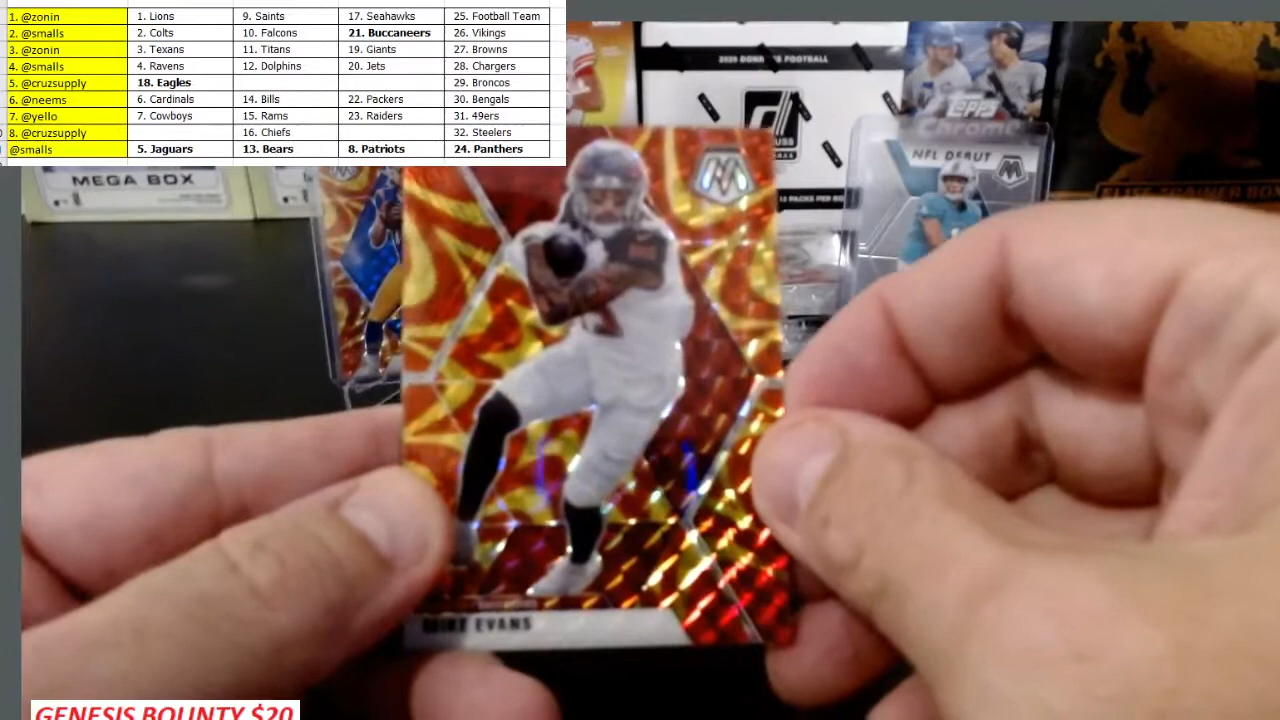 1. @zonin 1. Lions 9. Saints 17. Seahawks 25. Football Team
2. @smalls 2. Colts 10. Falcons 21. Buccaneers 26. Vikings
3. @zonin 3. Texans 11. Titans 19. Giants 27. Browns
4. @smalls 4. Ravens 12. Dolphins 20. Jets 28. Chargers
5. @cruzsupply 18. Eagles 29. Broncos
6. @neems 6. Cardinals 14. Bills 22. Packers 30. Bengals
7. @yello 7. Cowboys 15. Rams 23. Raiders 31. 49ers
8. @cruzsupply 16. Chiefs 32. Steelers
@smalls 5. Jaguars 13. Bears 8. Patriots 24. Panthers
FOOTBALL
Chrome
NFL DEBUT
MEGA BOX
MIKE EVANS
GENESIS BOUNTY $20